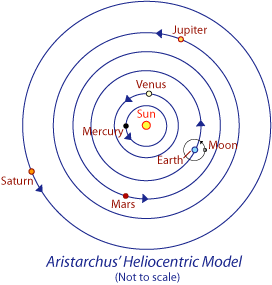 Jupiter
Venus
Sun
Mercury
Moon
Earth
Saturn
Mars
Aristarchus' Heliocentric Model
(Not to scale)